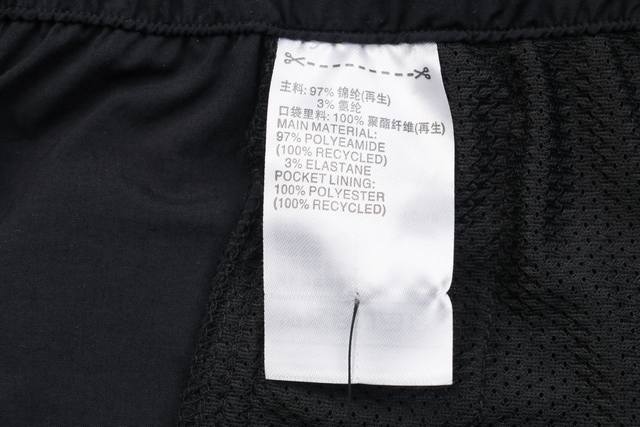 主料: 97% 锦纶(再生)
3% 氨纶
口袋里料: 100% 聚酯纤维(再生)
MAIN MATERIAL:
97% POLYEAMIDE
(100% RECYCLED)
3% ELASTANE
POCKET LINING:
100% POLYESTER
(100% RECYCLED)